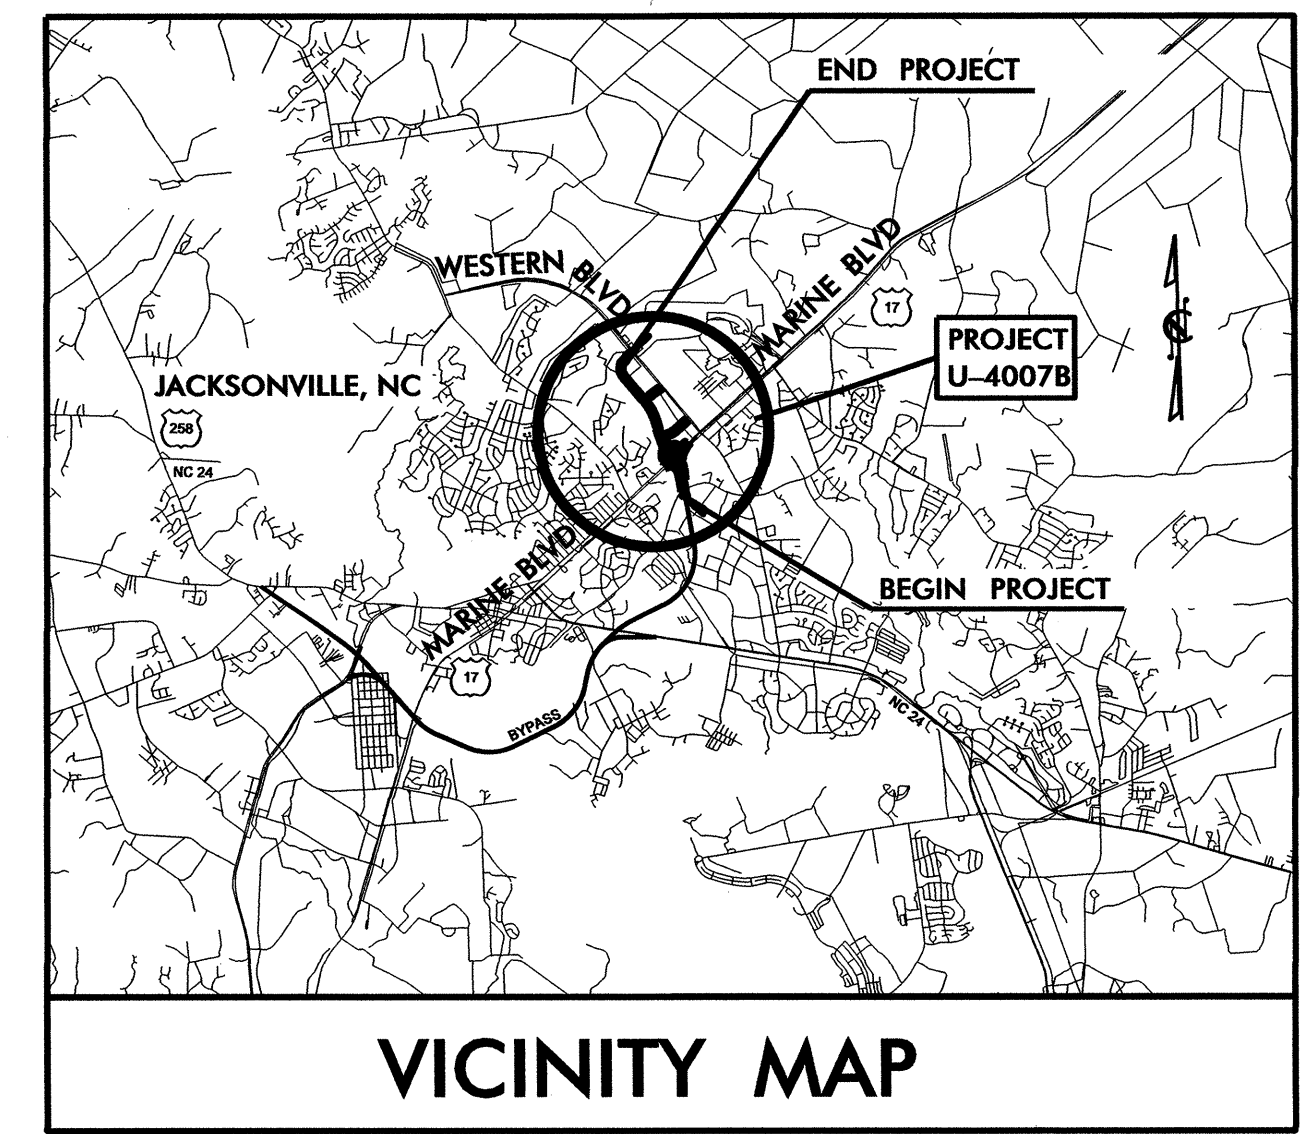 END PROJECT
WESTERN BLVD
MARINE BLVD
17
PROJECT
U-4007B
N
JACKSONVILLE, NC
258
NC 24
MARINE BLVD
BEGIN PROJECT
17
BYPASS
NC 24
VICINITY MAP